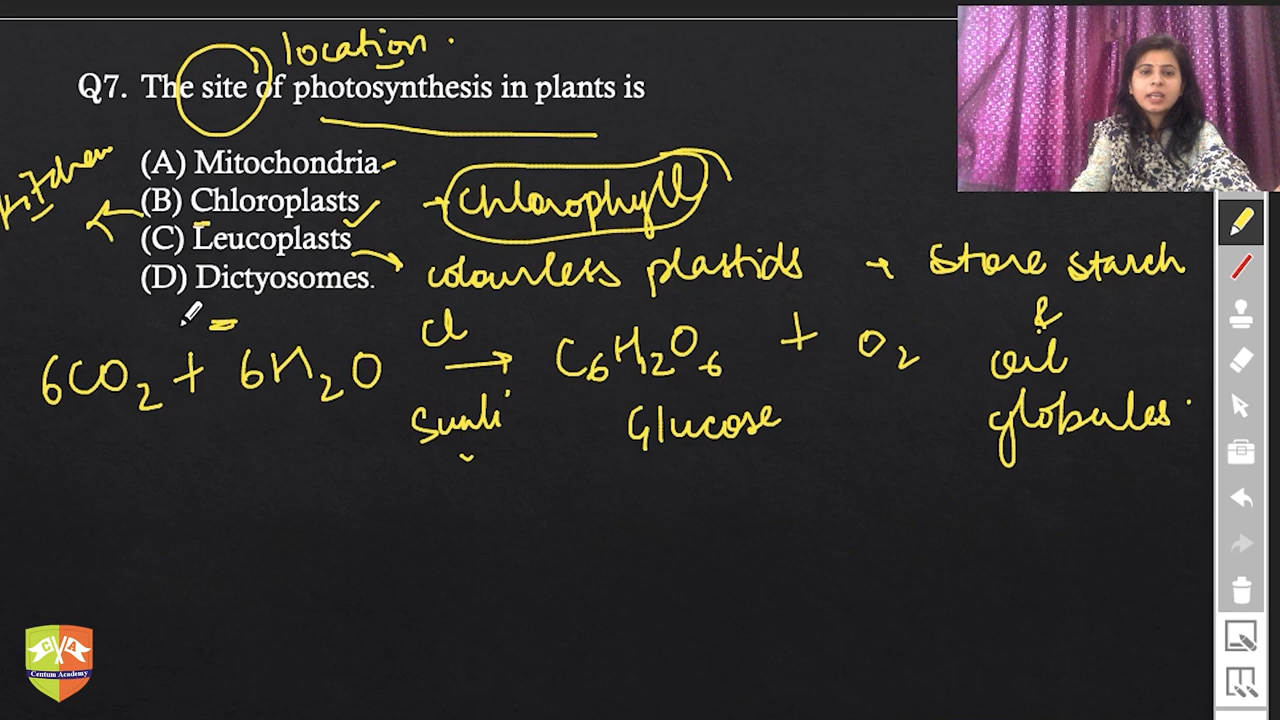 location.
Q7. The site of photosynthesis in plants is
kitchen
(A) Mitochondria
(B) Chloroplasts → chlorophyll
(C) Leucoplasts → colourless plastids → store starch
& oil globules.
(D) Dictyosomes.
6CO2 + 6H2O → C6H2O6 + O2
Cl
Sunli
Glucose
C A
Centum Academy